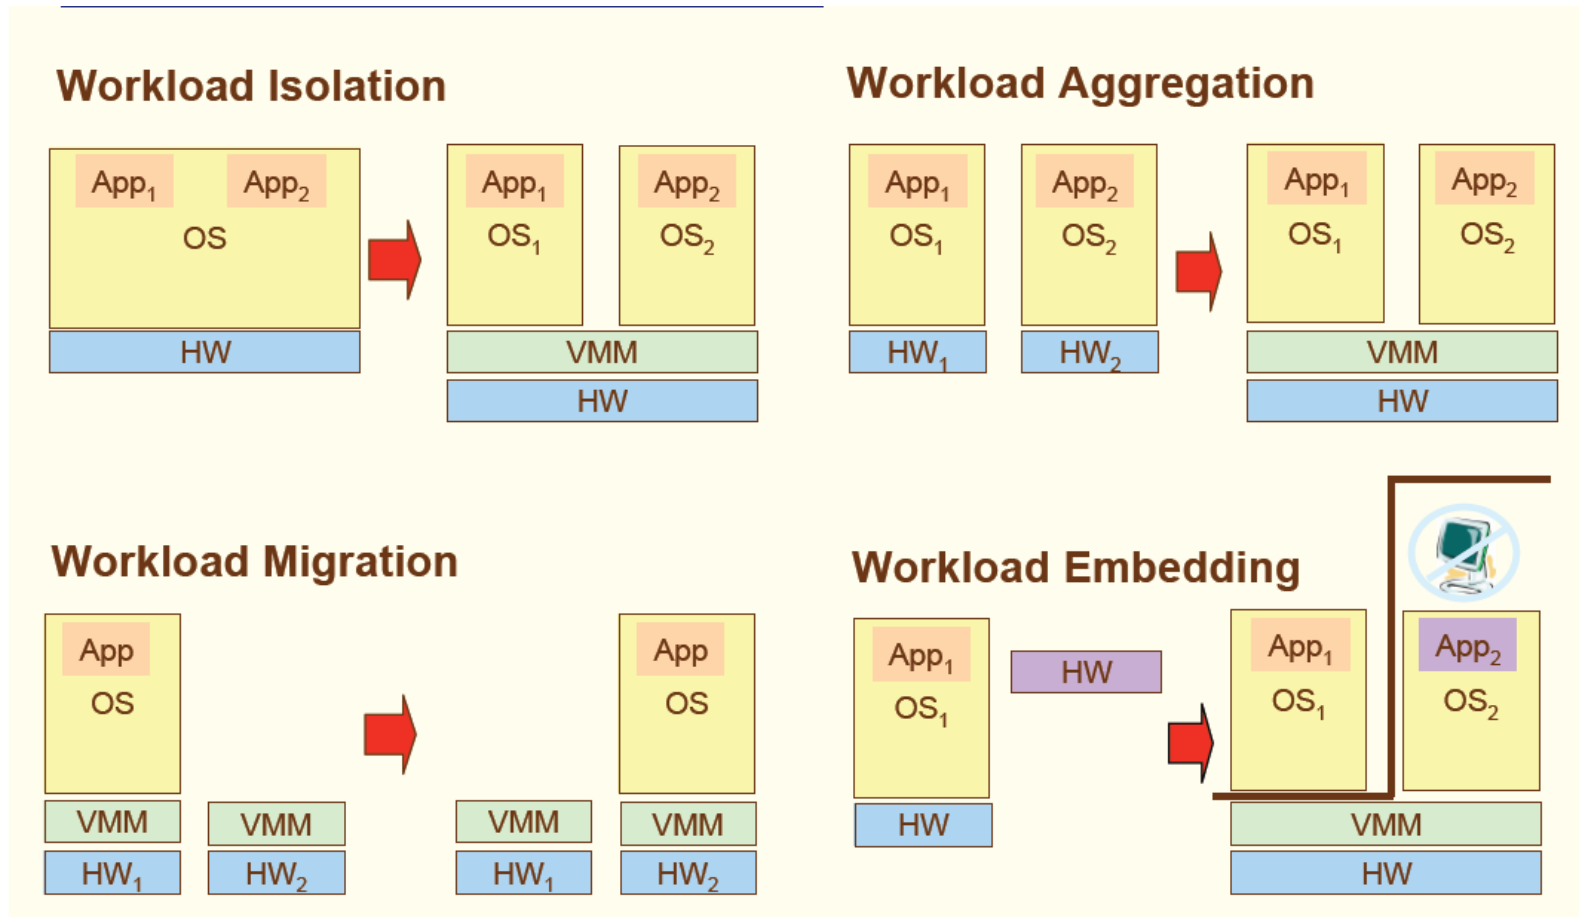 Workload Isolation
App1 App2
OS
HW
App1 App2
OS1 OS2
VMM
HW
Workload Aggregation
App1 App2
OS1 OS2
HW1 HW2
App1 App2
OS1 OS2
VMM
HW
Workload Migration
App
OS
VMM VMM
HW1 HW2
App
OS
VMM VMM
HW1 HW2
Workload Embedding
App1
OS1
HW
HW
App1 App2
OS1 OS2
VMM
HW